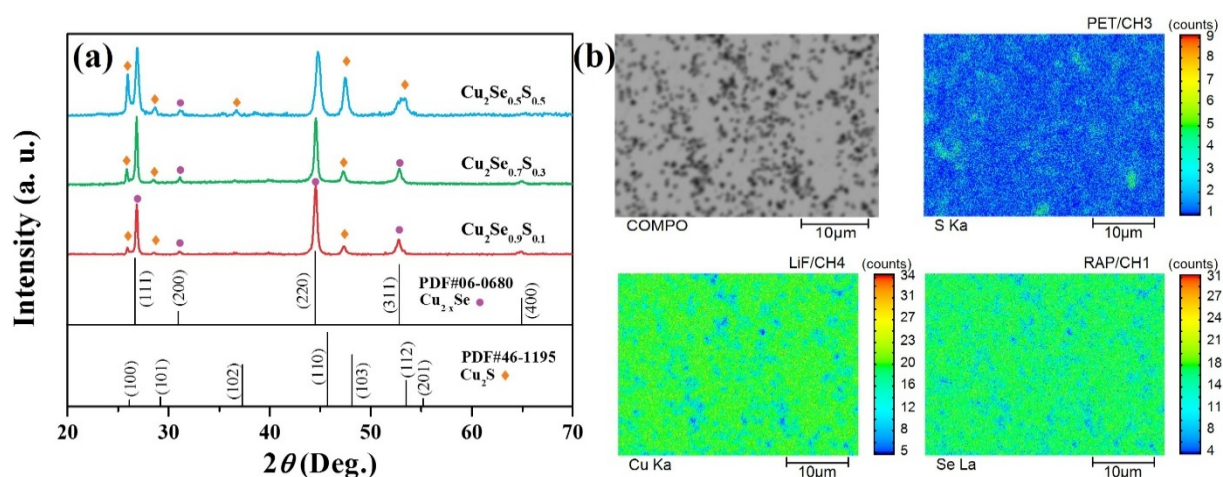 (a)
Cu₂Se₀.₅S₀.₅
Cu₂Se₀.₇S₀.₃
Cu₂Se₀.₉S₀.₁
(111)
(200)
(220)
(311)
(400)
PDF#06-0680
Cu₂ ₓSe
(100)
(101)
(102)
(110)
(103)
(112)
(201)
PDF#46-1195
Cu₂S
Intensity (a. u.)
20 30 40 50 60 70
2θ (Deg.)
(b)
COMPO
10μm
PET/CH3 (counts)
9
8
7
6
5
4
3
2
1
S Ka
10μm
LiF/CH4 (counts)
34
31
27
23
20
16
12
9
5
Cu Ka
10μm
RAP/CH1 (counts)
31
27
24
21
18
14
11
8
4
Se La
10μm